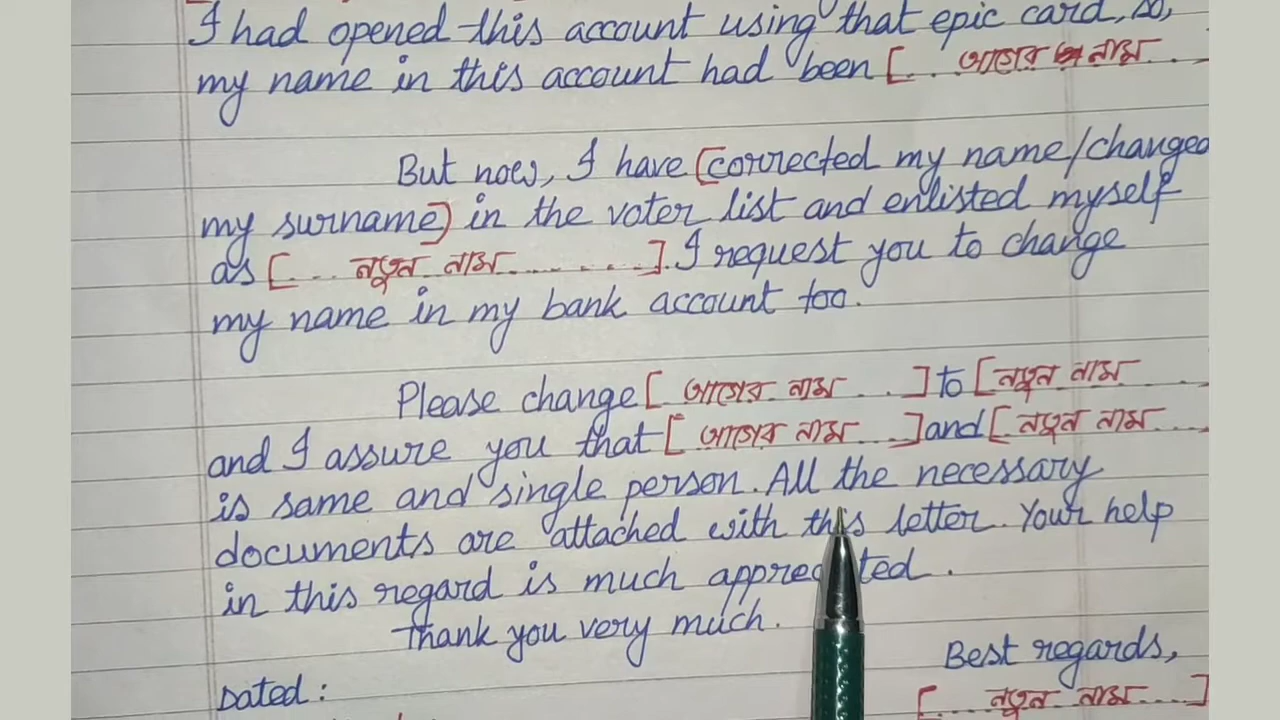 I had opened this account using that epic card, so,
my name in this account had been [ . . আগের নাম . . .
But now, I have [corrected my name/changed
my surname] in the voter list and enlisted myself
as [. . . নতুন নাম . . . . . . . ]. I request you to change
my name in my bank account too.
Please change [ আগের নাম . . ] to [ নতুন নাম . . .
and I assure you that [ আগের নাম . . . ] and [ নতুন নাম . . .
is same and single person. All the necessary
documents are attached with this letter. Your help
in this regard is much appreciated.
Thank you very much.
Best regards,
Dated:
[ . . . নতুন নাম . . . . ]